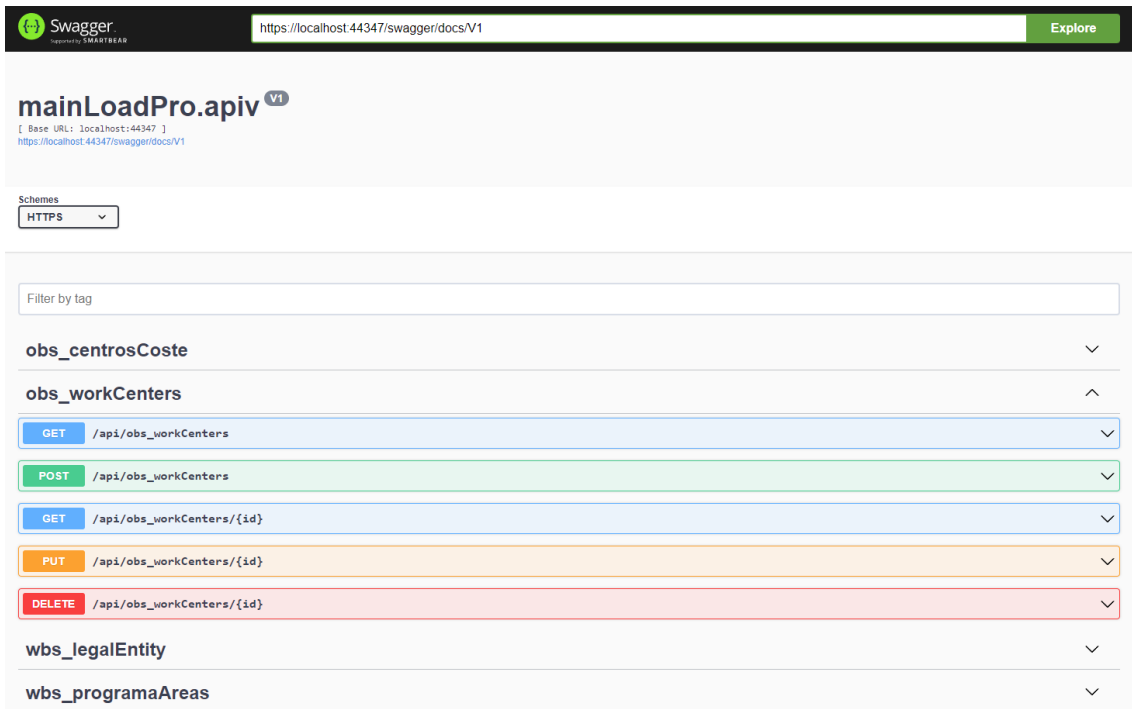 Swagger.
Supported by SMARTBEAR
https://localhost:44347/swagger/docs/V1
Explore
mainLoadPro.apiv V1
[ Base URL: localhost:44347 ]
https://localhost:44347/swagger/docs/V1
Schemes
HTTPS
Filter by tag
obs_centrosCoste
obs_workCenters
GET /api/obs_workCenters
POST /api/obs_workCenters
GET /api/obs_workCenters/{id}
PUT /api/obs_workCenters/{id}
DELETE /api/obs_workCenters/{id}
wbs_legalEntity
wbs_programaAreas